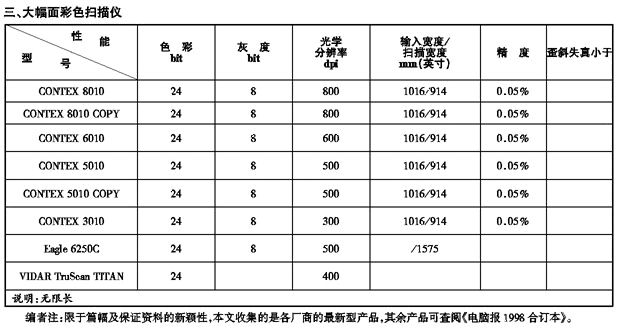 三、大幅面彩色扫描仪
性能
型号
色彩 bit
灰度 bit
光学分辨率 dpi
输入宽度/扫描宽度 mm(英寸)
精度
歪斜失真小于
CONTEX 8010 24 8 800 1016/914 0.05%
CONTEX 8010 COPY 24 8 800 1016/914 0.05%
CONTEX 6010 24 8 600 1016/914 0.05%
CONTEX 5010 24 8 500 1016/914 0.05%
CONTEX 5010 COPY 24 8 500 1016/914 0.05%
CONTEX 3010 24 8 300 1016/914 0.05%
Eagle 6250C 24 8 500 /1575
VIDAR TruScan TITAN 24 400
说明:无限长
编者注:限于篇幅及保证资料的新颖性,本文收集的是各厂商的最新型产品,其余产品可查阅《电脑报1998合订本》。